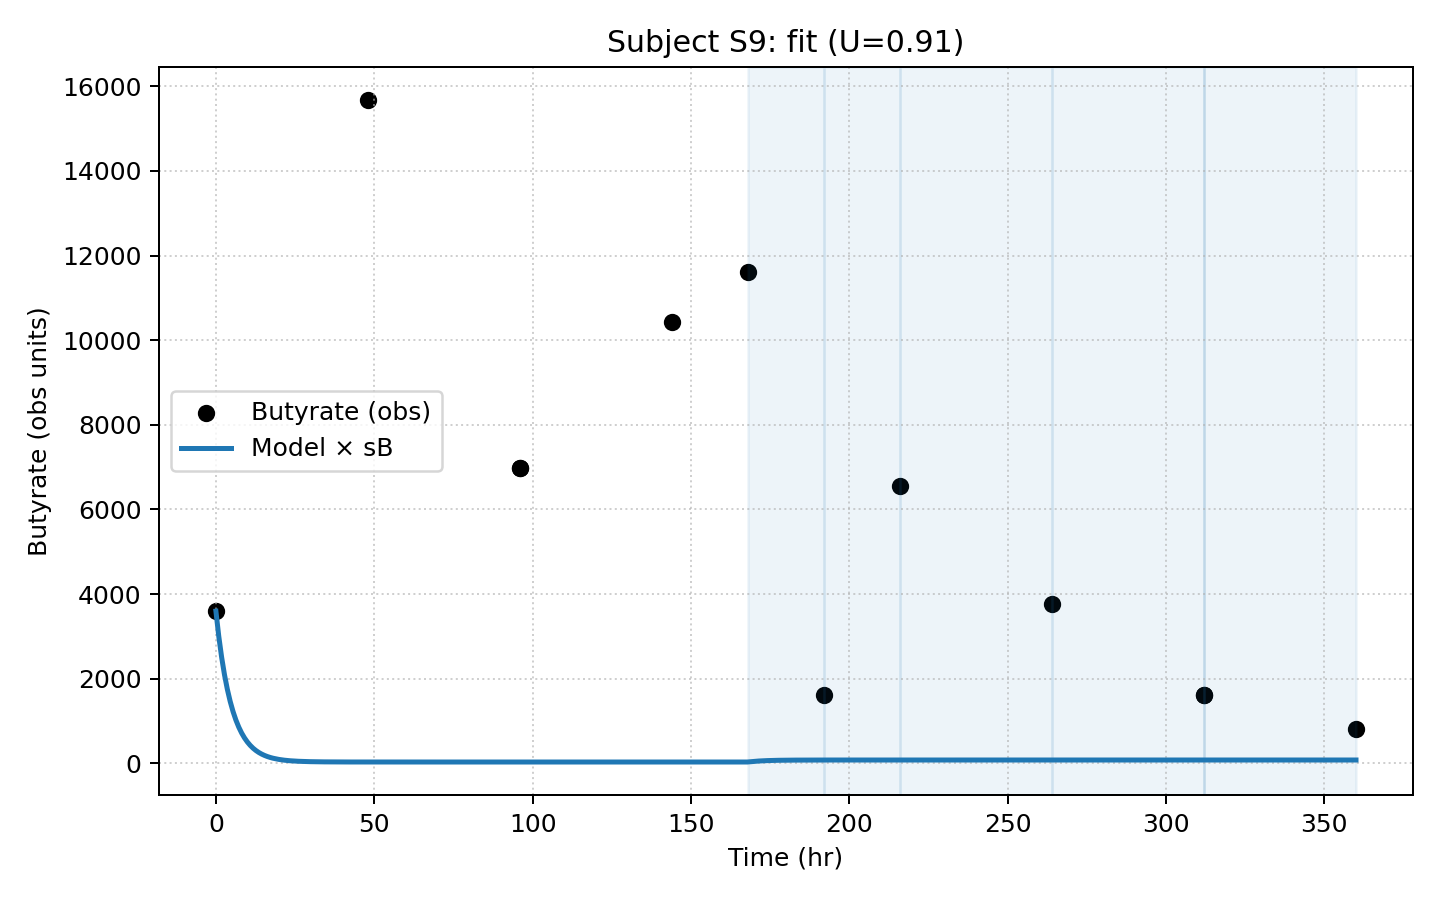 Subject S9: fit (U=0.91)
Butyrate (obs units)
16000
14000
12000
10000
8000
6000
4000
2000
0
Butyrate (obs)
Model × sB
0 50 100 150 200 250 300 350
Time (hr)